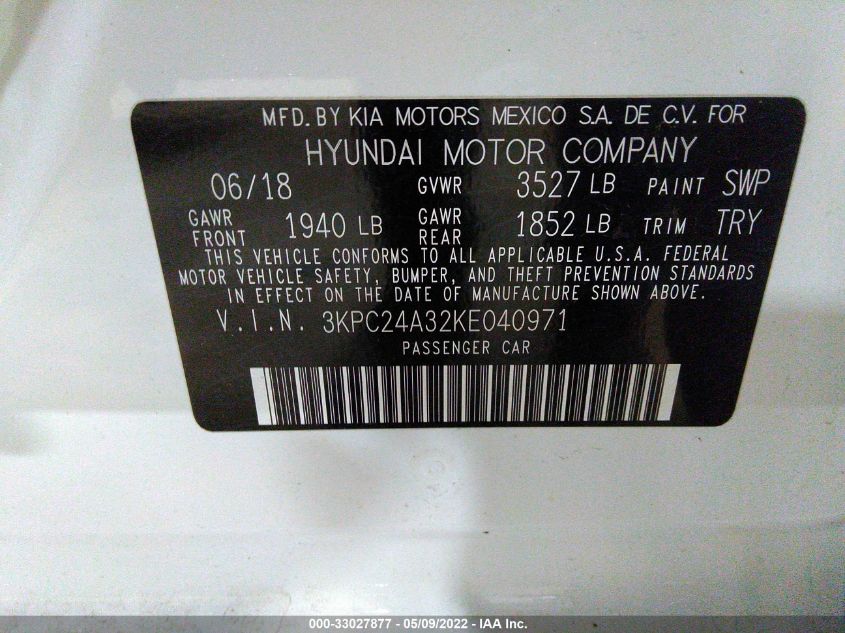 MFD. BY KIA MOTORS MEXICO S.A. DE C.V. FOR
HYUNDAI MOTOR COMPANY
06/18 GVWR 3527 LB PAINT SWP
GAWR FRONT 1940 LB GAWR REAR 1852 LB TRIM TRY
THIS VEHICLE CONFORMS TO ALL APPLICABLE U.S.A. FEDERAL
MOTOR VEHICLE SAFETY, BUMPER, AND THEFT PREVENTION STANDARDS
IN EFFECT ON THE DATE OF MANUFACTURE SHOWN ABOVE.
V.I.N. 3KPC24A32KE040971
PASSENGER CAR
000-33027877 - 05/09/2022 - IAA Inc.